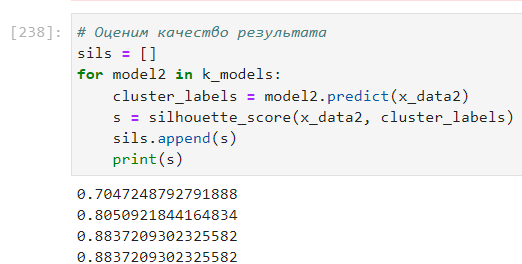 [238]: # Оценим качество результата
sils = []
for model2 in k_models:
    cluster_labels = model2.predict(x_data2)
    s = silhouette_score(x_data2, cluster_labels)
    sils.append(s)
    print(s)
0.7047248792791888
0.8050921844164834
0.8837209302325582
0.8837209302325582